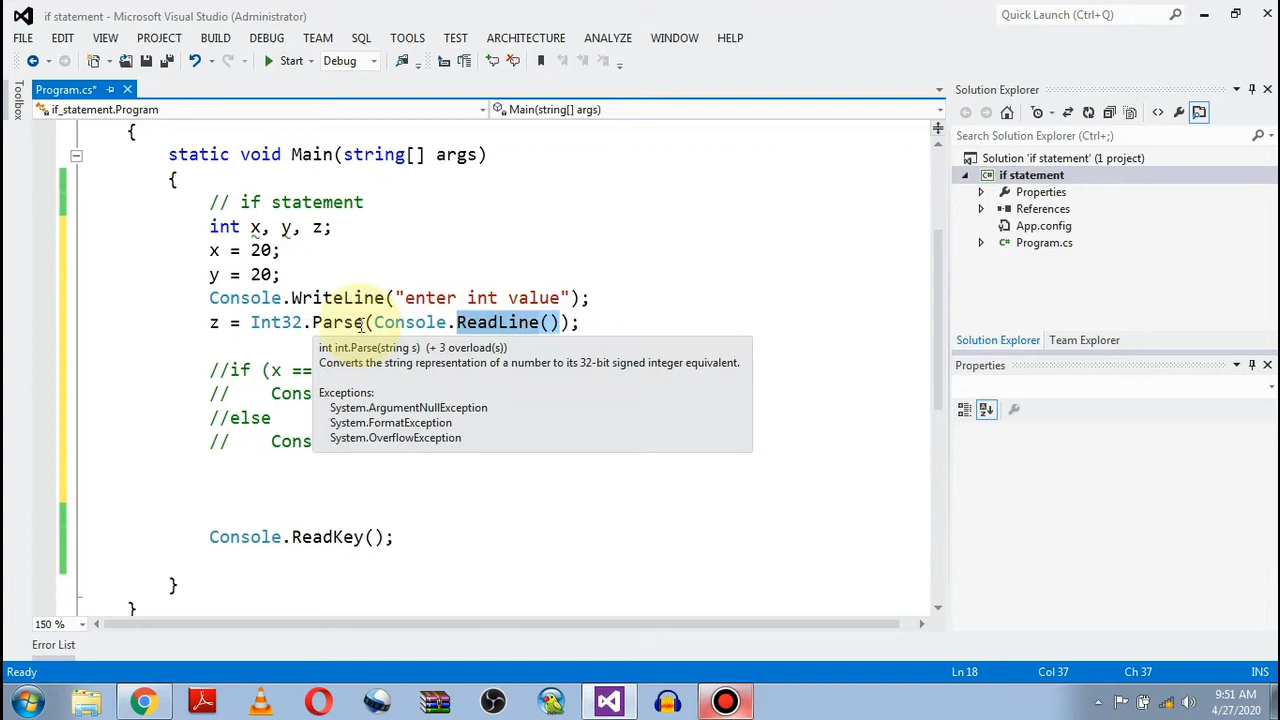 if statement - Microsoft Visual Studio (Administrator)
Quick Launch (Ctrl+Q)
FILE EDIT VIEW PROJECT BUILD DEBUG TEAM SQL TOOLS TEST ARCHITECTURE ANALYZE WINDOW HELP
Start Debug
Toolbox
Program.cs*
if_statement.Program
Main(string[] args)
{
static void Main(string[] args)
{
// if statement
int x, y, z;
x = 20;
y = 20;
Console.WriteLine("enter int value");
z = Int32.Parse(Console.ReadLine());
int int.Parse(string s) (+ 3 overload(s))
Converts the string representation of a number to its 32-bit signed integer equivalent.
Exceptions:
System.ArgumentNullException
System.FormatException
System.OverflowException
//if (x ==
// Cons
//else
// Cons
Console.ReadKey();
}
}
150 %
Error List
Solution Explorer
Search Solution Explorer (Ctrl+;)
Solution 'if statement' (1 project)
if statement
Properties
References
App.config
Program.cs
Solution Explorer Team Explorer
Properties
Ready
Ln 18 Col 37 Ch 37 INS
9:51 AM
4/27/2020